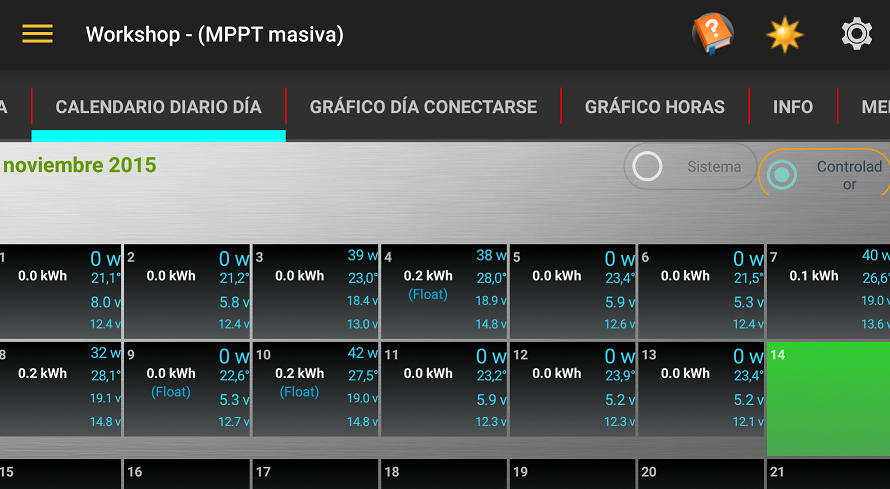 Workshop - (MPPT masiva)
A CALENDARIO DIARIO DÍA GRÁFICO DÍA CONECTARSE GRÁFICO HORAS INFO ME
noviembre 2015
Sistema
Controlad
or
1 0.0 kWh 0 w 21,1° 8.0 v 12.4 v
2 0.0 kWh 0 w 21,2° 5.8 v 12.4 v
3 0.0 kWh 39 w 23,0° 18.4 v 13.0 v
4 0.2 kWh (Float) 38 w 28,0° 18.9 v 14.8 v
5 0.0 kWh 0 w 23,4° 5.9 v 12.6 v
6 0.0 kWh 0 w 21,5° 5.3 v 12.4 v
7 0.1 kWh 40 w 26,6° 19.0 v 13.6 v
8 0.2 kWh 32 w 28,1° 19.1 v 14.8 v
9 0.0 kWh (Float) 0 w 22,6° 5.3 v 12.7 v
10 0.2 kWh (Float) 42 w 27,5° 19.0 v 14.8 v
11 0.0 kWh 0 w 23,2° 5.9 v 12.3 v
12 0.0 kWh 0 w 23,9° 5.2 v 12.3 v
13 0.0 kWh 0 w 23,4° 5.2 v 12.1 v
14
15 16 17 18 19 20 21